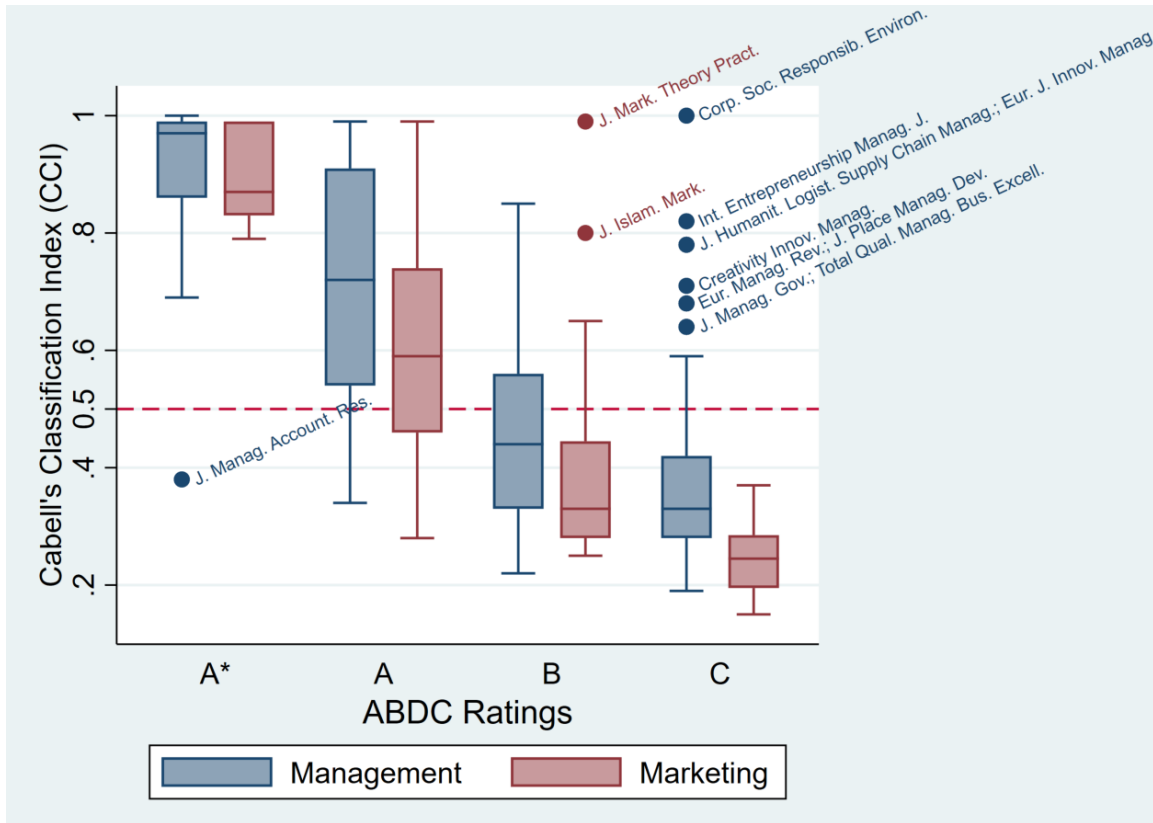 Corp. Soc. Responsib. Environ.
J. Mark. Theory Pract.
Int. Entrepreneurship Manag. J.
J. Humanit. Logist. Supply Chain Manag.; Eur. J. Innov. Manag
J. Islam. Mark.
Creativity Innov. Manag.
Eur. Manag. Rev.; J. Place Manag. Dev.
J. Manag. Gov.; Total Qual. Manag. Bus. Excell.
J. Manag. Account. Res.
Cabell's Classification Index (CCI)
1
.8
.6
0.5
.4
.2
A* A B C
ABDC Ratings
Management Marketing